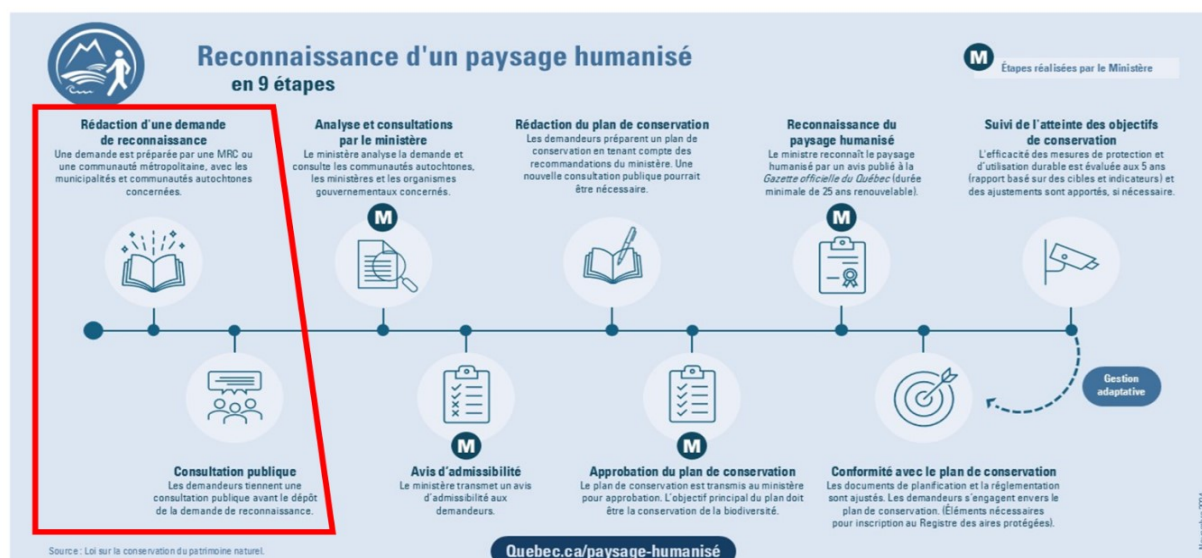 Reconnaissance d'un paysage humanisé
en 9 étapes
M
Étapes réalisées par le Ministère
Rédaction d'une demande
de reconnaissance
Une demande est préparée par une MRC ou
une communauté métropolitaine, avec les
municipalités et communautés autochtones
concernées.
Analyse et consultations
par le ministère
Le ministère analyse la demande et
consulte les communautés autochtones,
les ministères et les organismes
gouvernementaux concernés.
M
Rédaction du plan de conservation
Les demandeurs préparent un plan de
conservation en tenant compte des
recommandations du ministère. Une
nouvelle consultation publique pourrait
être nécessaire.
Reconnaissance du
paysage humanisé
Le ministre reconnaît le paysage
humanisé par un avis publié à la
Gazette officielle du Québec (durée
minimale de 25 ans renouvelable).
M
Suivi de l'atteinte des objectifs
de conservation
L'efficacité des mesures de protection et
d'utilisation durable est évaluée aux 5 ans
(rapport basé sur des cibles et indicateurs) et
des ajustements sont apportés, si nécessaire.
Consultation publique
Les demandeurs tiennent une
consultation publique avant le dépôt
de la demande de reconnaissance.
M
Avis d'admissibilité
Le ministère transmet un avis
d'admissibilité aux
demandeurs.
M
Approbation du plan de conservation
Le plan de conservation est transmis au ministère
pour approbation. L'objectif principal du plan doit
être la conservation de la biodiversité.
Conformité avec le plan de conservation
Les documents de planification et la réglementation
sont ajustés. Les demandeurs s'engagent envers le
plan de conservation. (Éléments nécessaires
pour inscription au Registre des aires protégées).
Gestion
adaptative
Source : Loi sur la conservation du patrimoine naturel.
Quebec.ca/paysage-humanisé